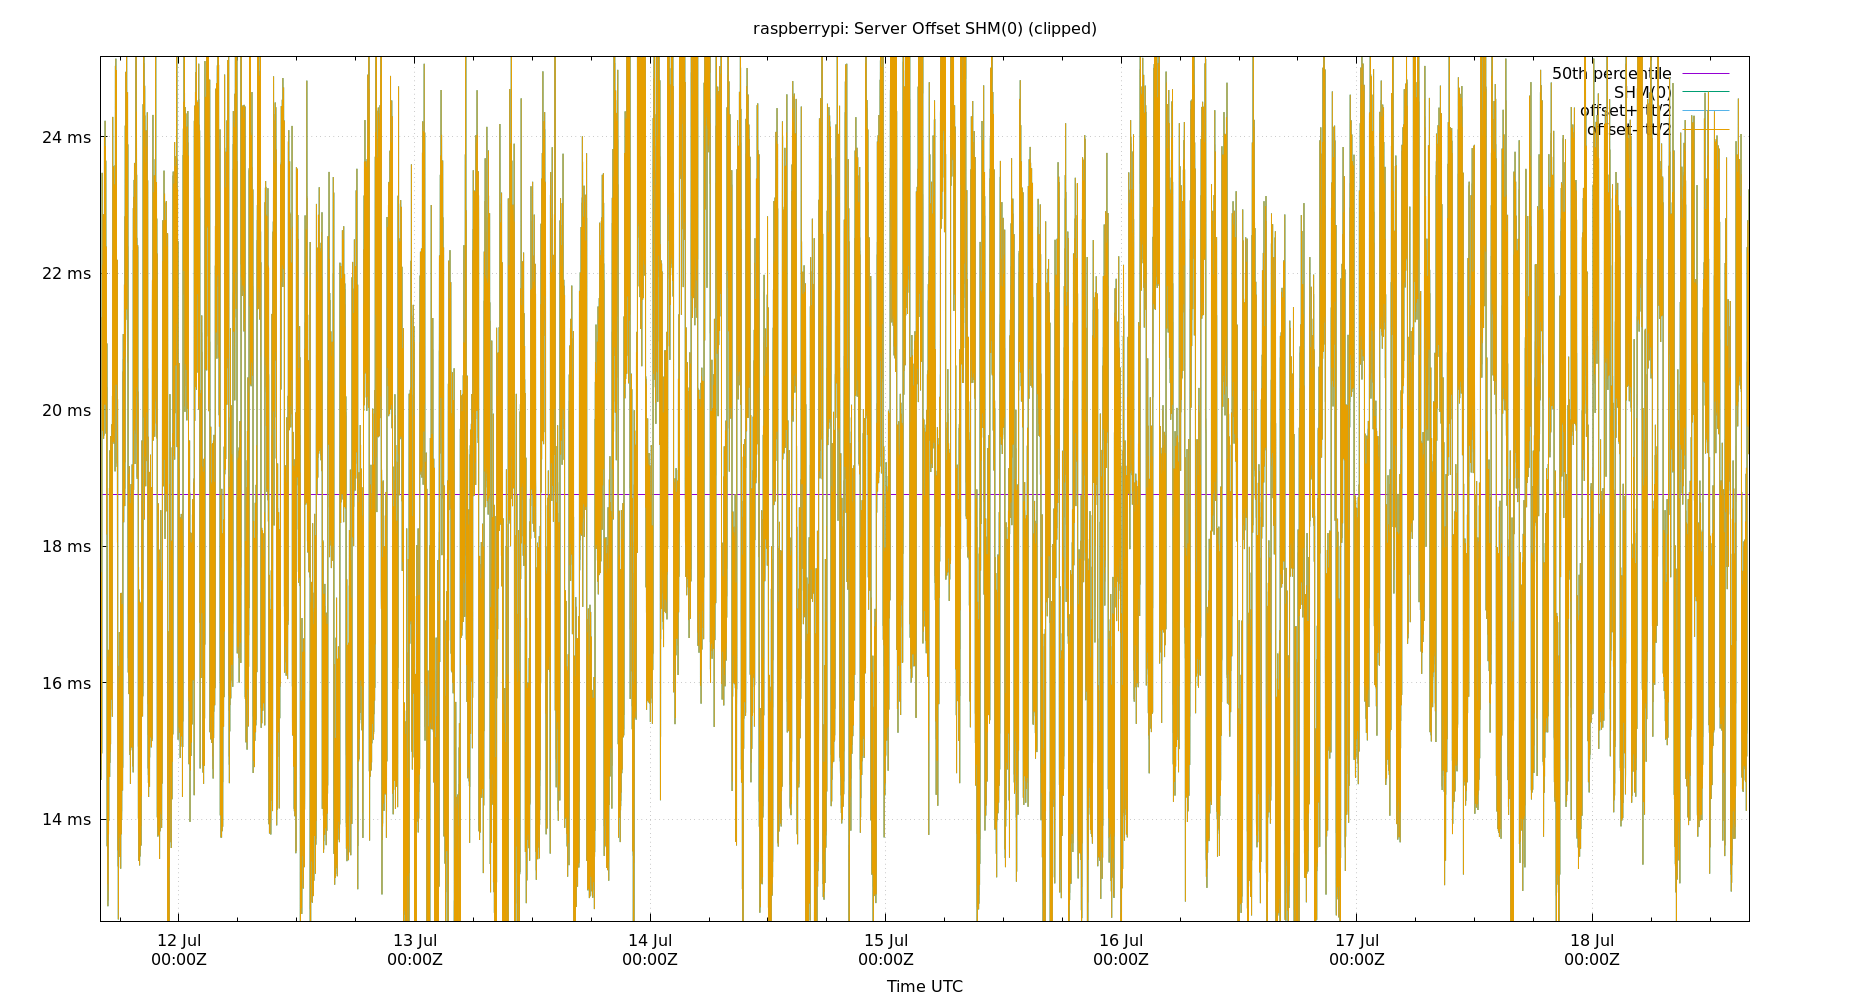 raspberrypi: Server Offset SHM(0) (clipped)
50th percentile
SHM(0)
offset+rtt/2
offset-rtt/2
24 ms
22 ms
20 ms
18 ms
16 ms
14 ms
12 Jul 13 Jul 14 Jul 15 Jul 16 Jul 17 Jul 18 Jul
00:00Z 00:00Z 00:00Z 00:00Z 00:00Z 00:00Z 00:00Z
Time UTC